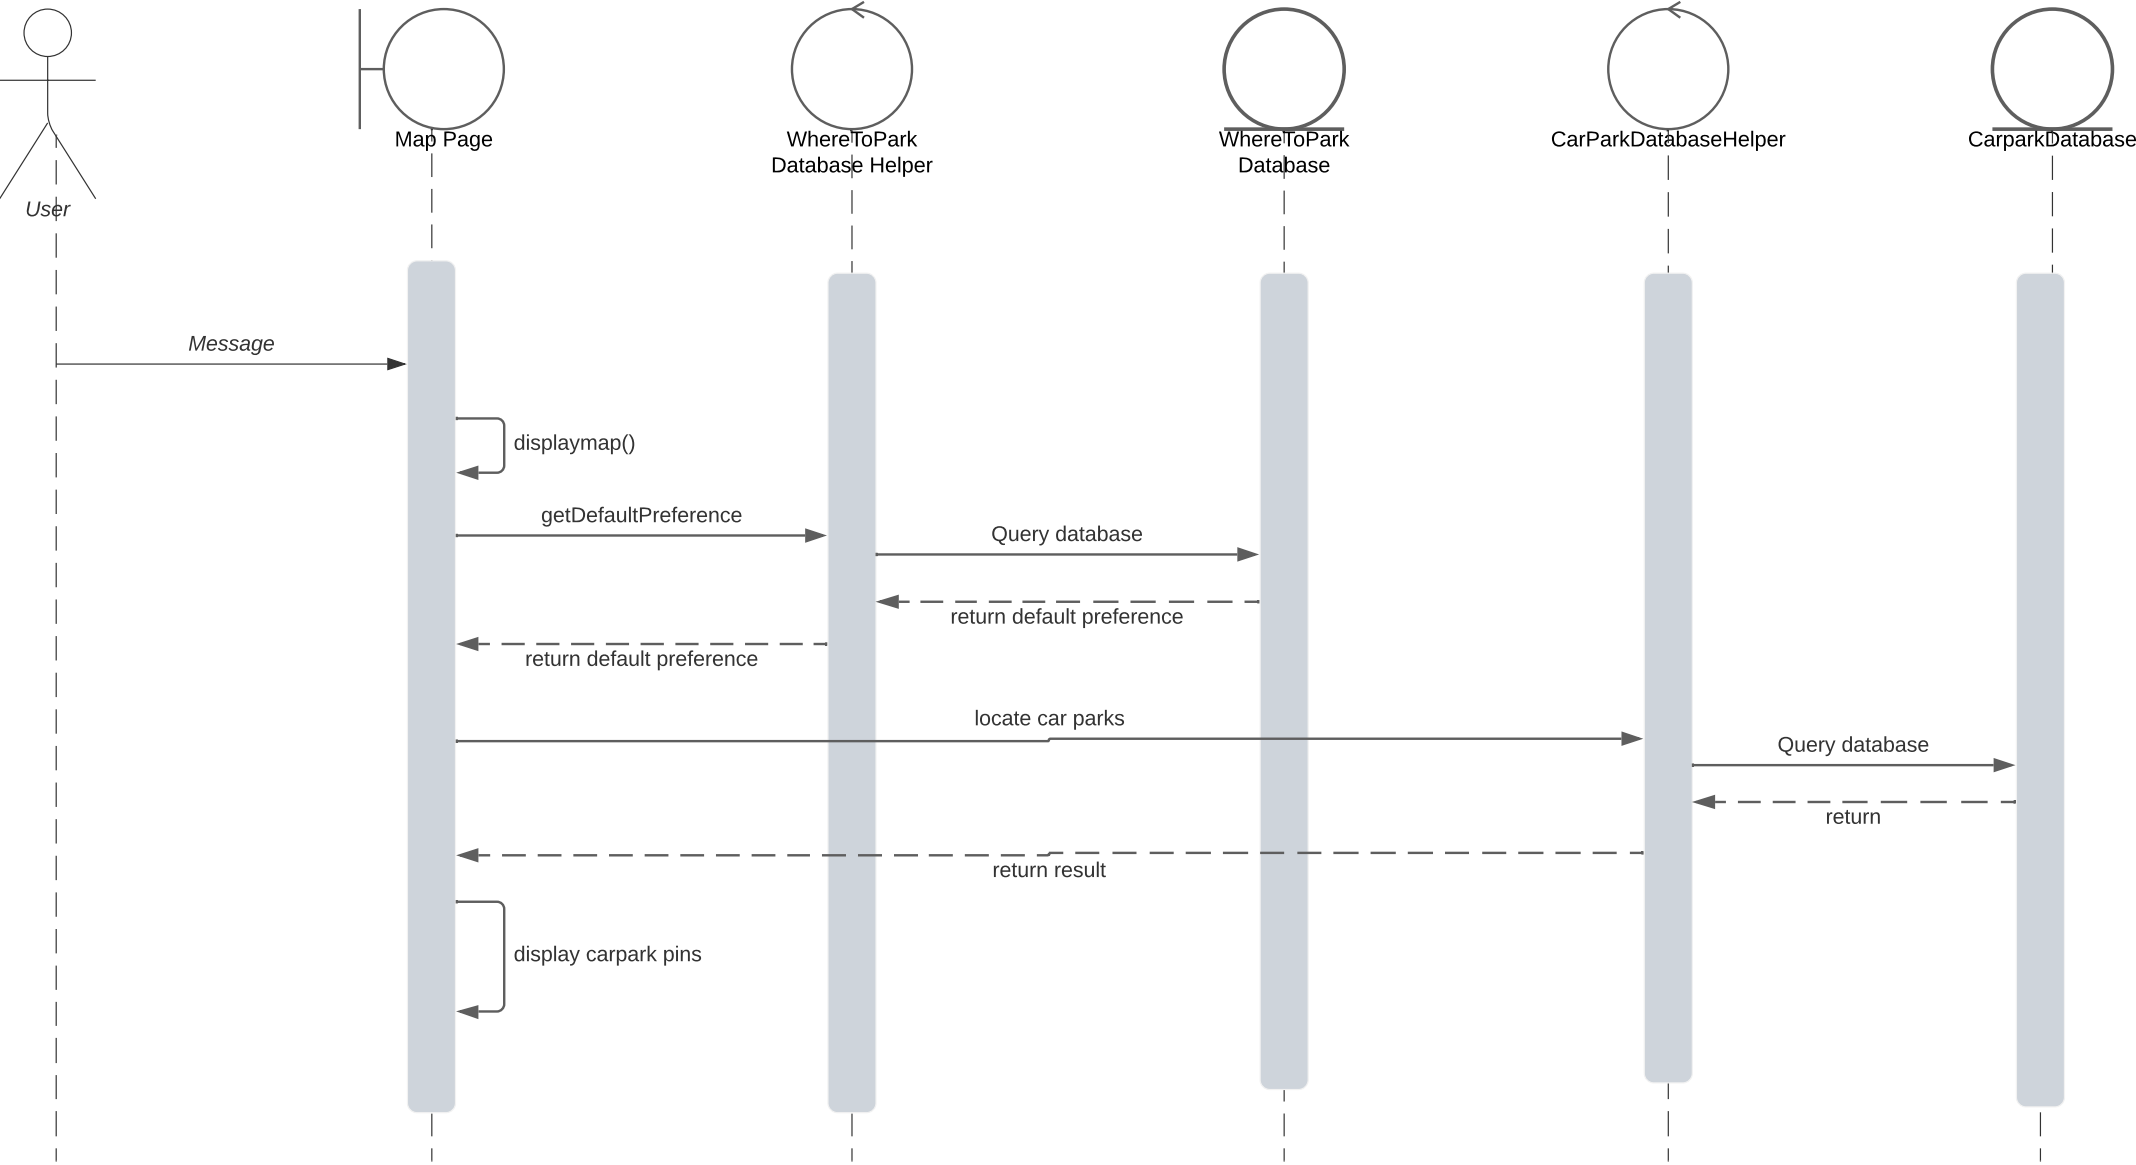 User
Map Page
WhereToPark
Database Helper
WhereToPark
Database
CarParkDatabaseHelper
CarparkDatabase
Message
displaymap()
getDefaultPreference
Query database
return default preference
return default preference
locate car parks
Query database
return
return result
display carpark pins